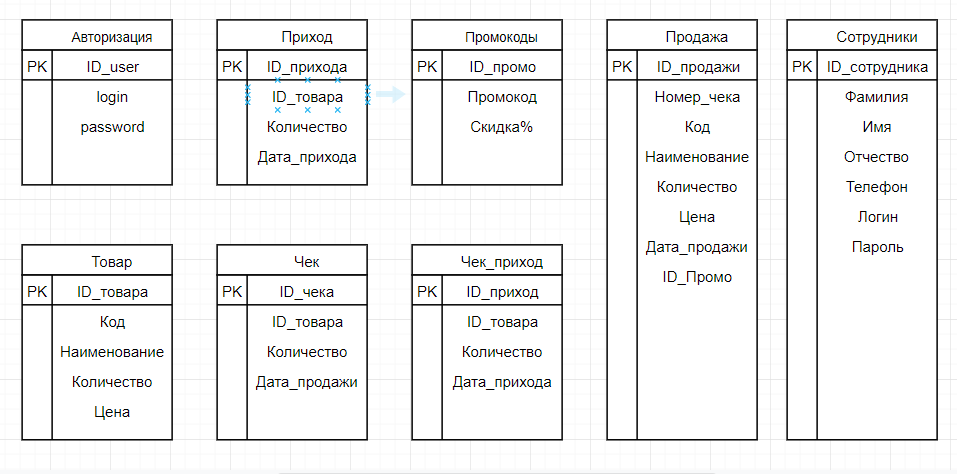 Авторизация
PK ID_user
login
password
Приход
PK ID_прихода
ID_товара
Количество
Дата_прихода
Промокоды
PK ID_промо
Промокод
Скидка%
Продажа
PK ID_продажи
Номер_чека
Код
Наименование
Количество
Цена
Дата_продажи
ID_Промо
Сотрудники
PK ID_сотрудника
Фамилия
Имя
Отчество
Телефон
Логин
Пароль
Товар
PK ID_товара
Код
Наименование
Количество
Цена
Чек
PK ID_чека
ID_товара
Количество
Дата_продажи
Чек_приход
PK ID_приход
ID_товара
Количество
Дата_прихода